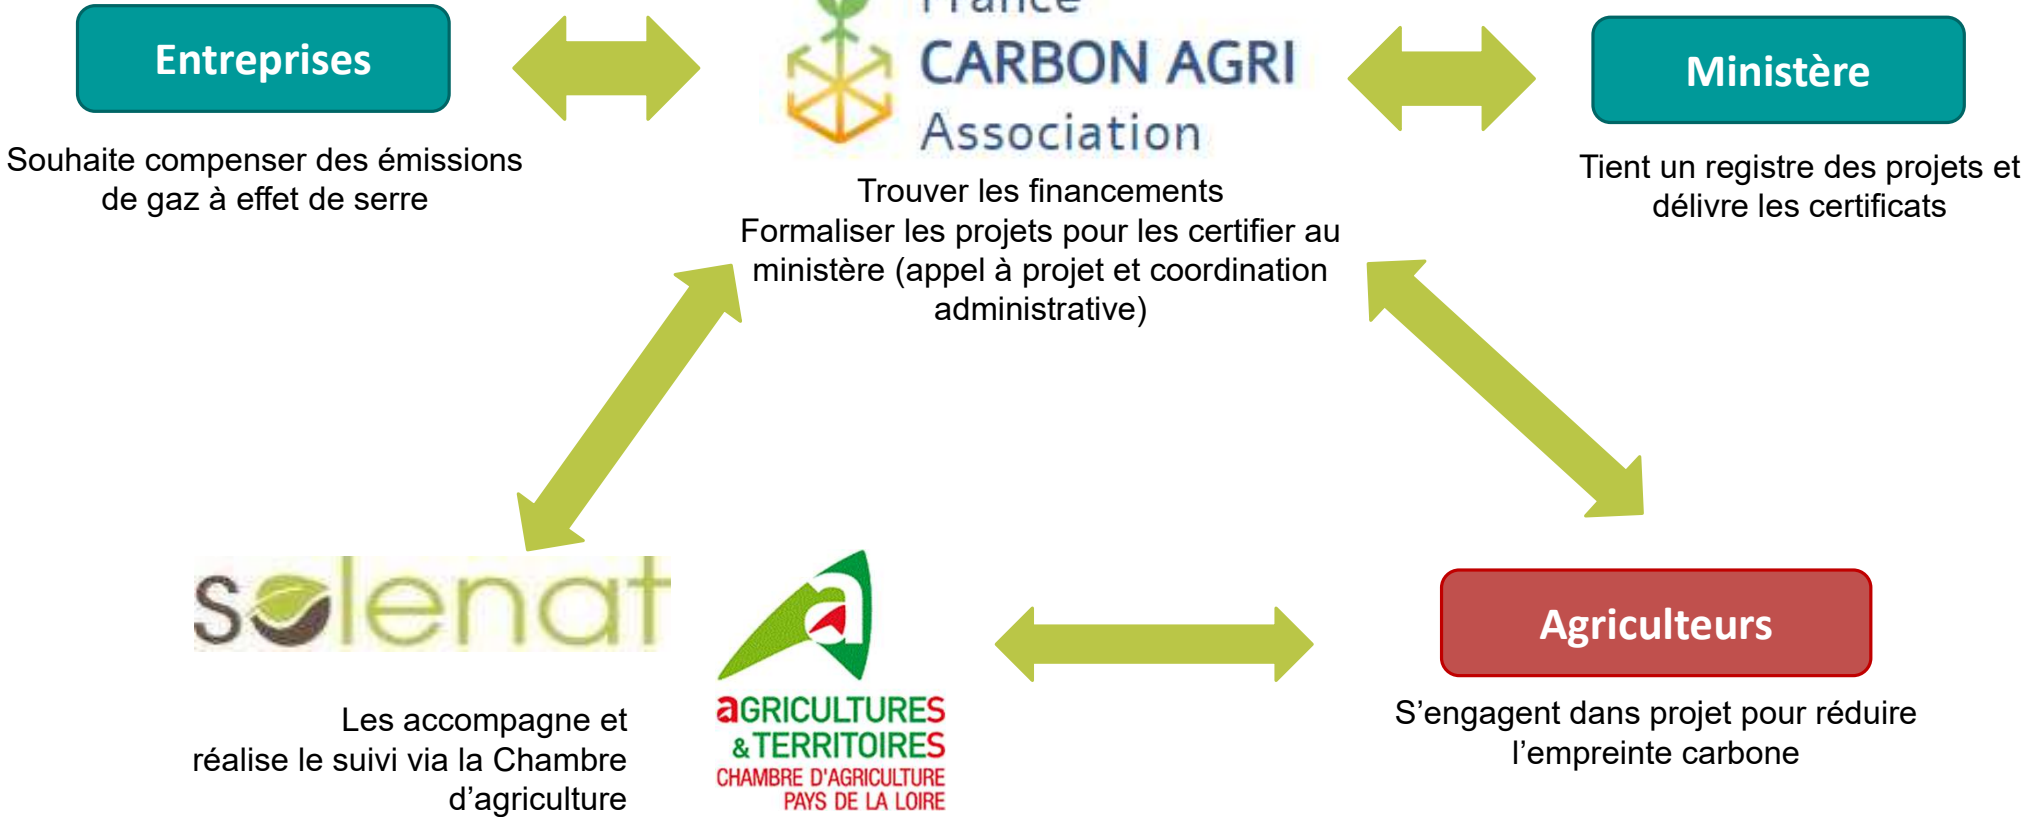 Entreprises
Souhaite compenser des émissions
de gaz à effet de serre
France
CARBON AGRI
Association
Trouver les financements
Formaliser les projets pour les certifier au
ministère (appel à projet et coordination
administrative)
Ministère
Tient un registre des projets et
délivre les certificats
solenat
Les accompagne et
réalise le suivi via la Chambre
d’agriculture
a
aGRICULTURES
& TERRITOIRES
CHAMBRE D'AGRICULTURE
PAYS DE LA LOIRE
Agriculteurs
S’engagent dans projet pour réduire
l’empreinte carbone